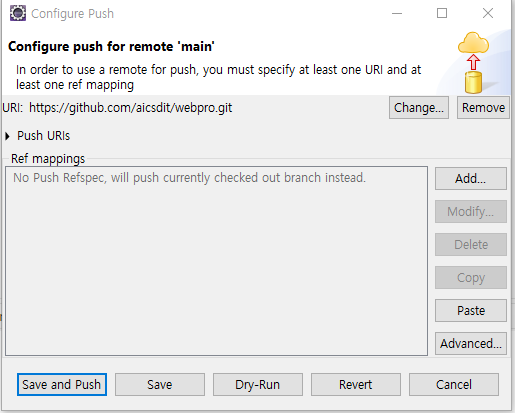 Configure Push
Configure push for remote 'main'
In order to use a remote for push, you must specify at least one URI and at
least one ref mapping
URI: https://github.com/aicsdit/webpro.git
Change...
Remove
Push URIs
Ref mappings
No Push Refspec, will push currently checked out branch instead.
Add...
Modify...
Delete
Copy
Paste
Advanced...
Save and Push
Save
Dry-Run
Revert
Cancel